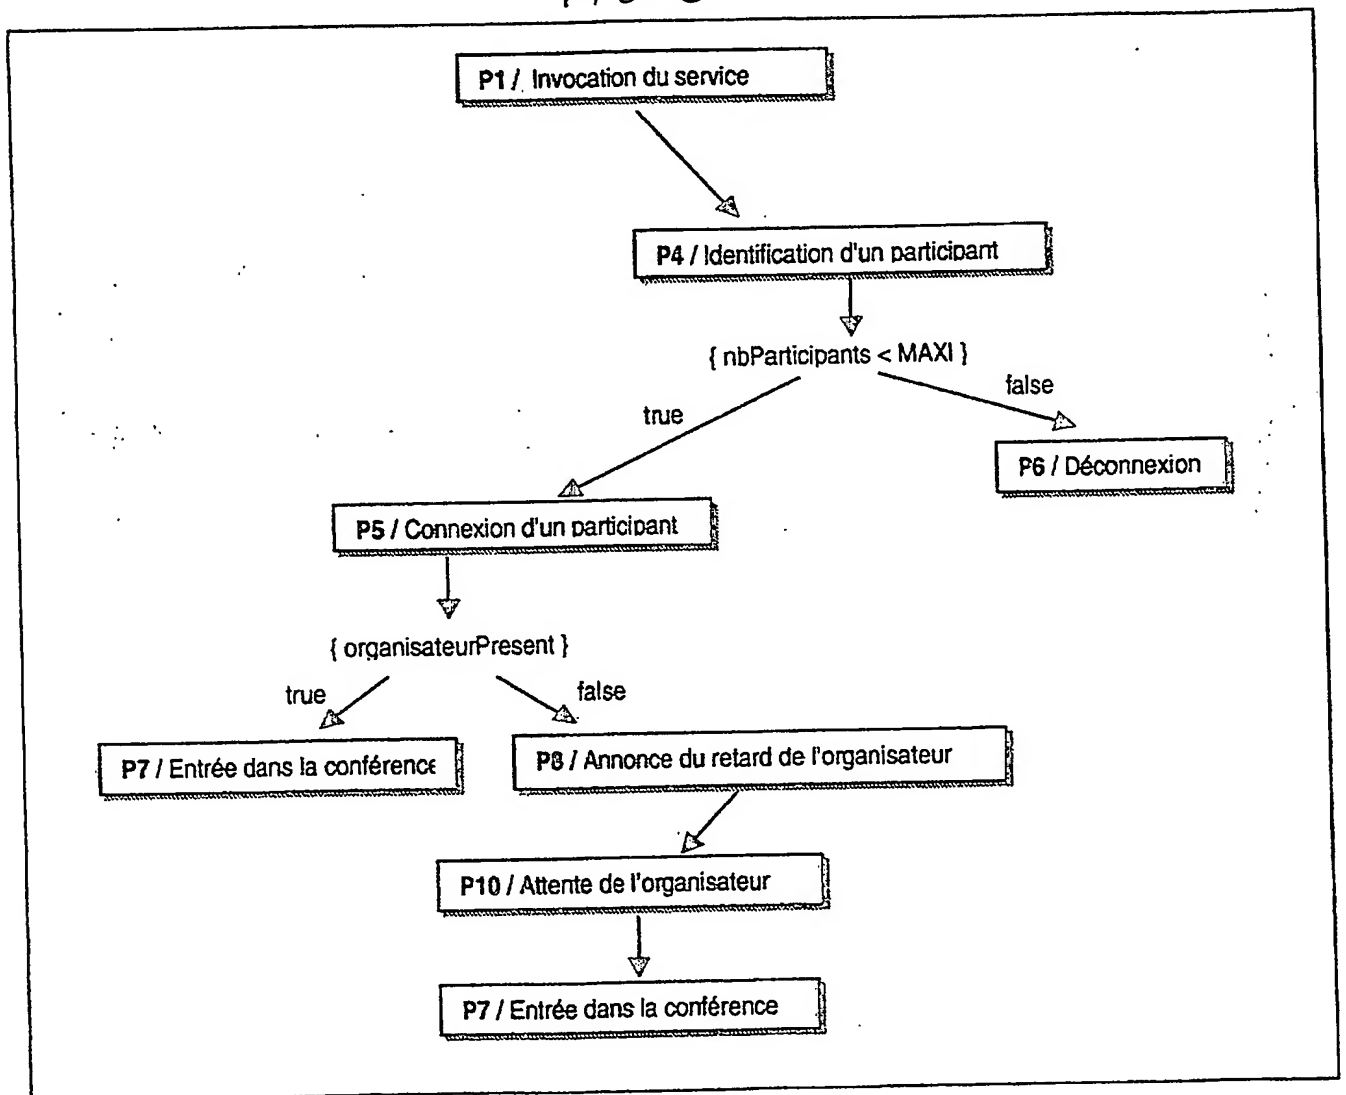 P1 / Invocation du service
P4 / Identification d'un participant
{ nbParticipants < MAXI }
false
true
P6 / Déconnexion
P5 / Connexion d'un participant
{ organisateurPresent }
true
false
P7 / Entrée dans la conférence
P8 / Annonce du retard de l'organisateur
P10 / Attente de l'organisateur
P7 / Entrée dans la conférence